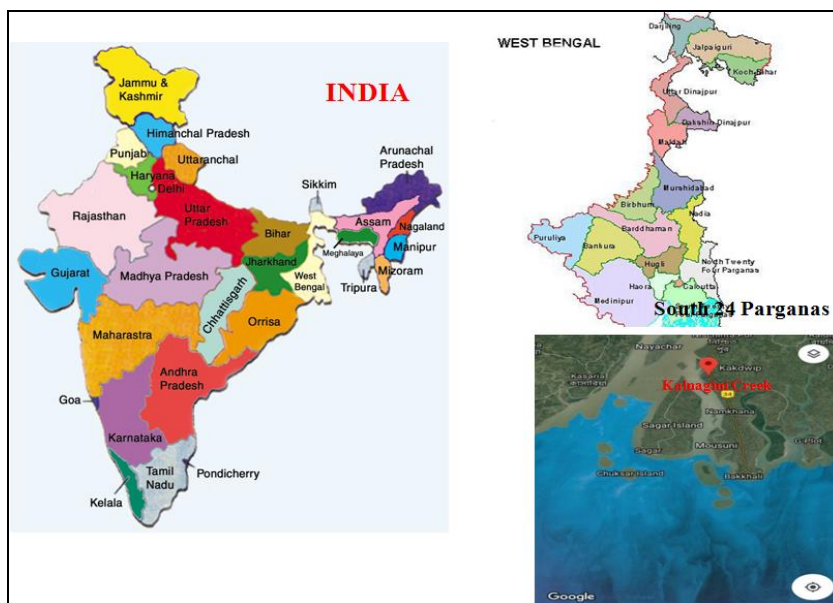 INDIA
Jammu &
Kashmir
Himanchal Pradesh
Punjab
Uttaranchal
Haryana
Delhi
Arunachal
Pradesh
Sikkim
Rajasthan
Uttar
Pradesh
Assam
Nagaland
Bihar
Meghalaya
Manipur
Gujarat
Madhya Pradesh
Jharkhand
West
Bengal
Tripura
Mizoram
Chhattisgarh
Maharastra
Orrisa
Andhra
Pradesh
Goa
Karnataka
Tamil
Nadu
Pondicherry
Kelala
WEST BENGAL
Darjiling
Jalpaiguri
Koch Bihar
Uttar Dinajpur
Dakshin Dinajpur
Maldah
Murshidabad
Birbhum
Nadia
Barddhaman
Puruliya
Bankura
North Twenty
Four Parganas
Hugli
Haora
Calcutta
Medinipur
South 24 Parganas
Nayachar
Kakdwip
Kalnagini Creek
Namkhana
Sagar Island
Mousuni
Sagar
Chuksar Island
Bakkhali
Google